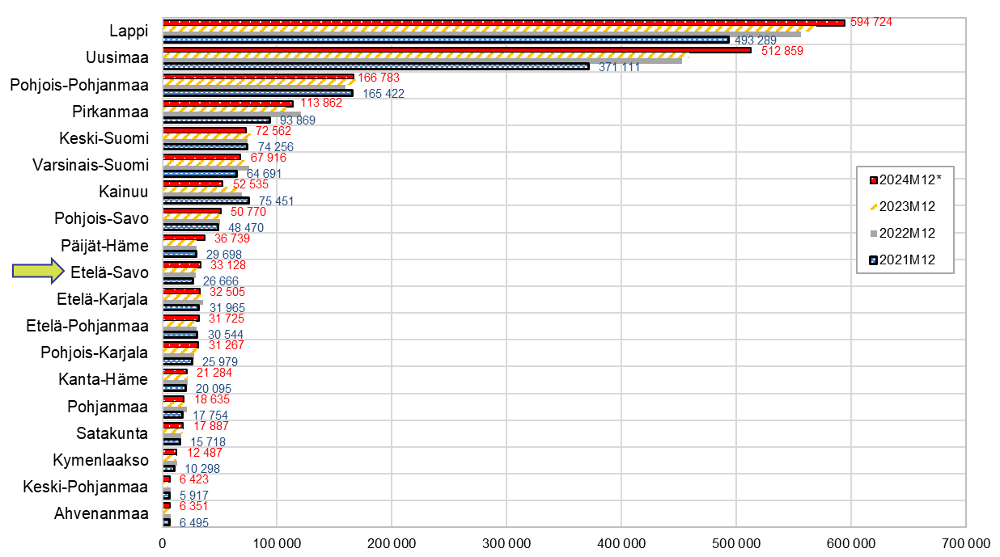 Lappi
594 724
493 289
Uusimaa
512 859
371 111
Pohjois-Pohjanmaa
166 783
165 422
Pirkanmaa
113 862
93 869
Keski-Suomi
72 562
74 256
Varsinais-Suomi
67 916
64 691
Kainuu
52 535
75 451
Pohjois-Savo
50 770
48 470
Päijät-Häme
36 739
29 698
Etelä-Savo
33 128
26 666
Etelä-Karjala
32 505
31 965
Etelä-Pohjanmaa
31 725
30 544
Pohjois-Karjala
31 267
25 979
Kanta-Häme
21 284
20 095
Pohjanmaa
18 635
17 754
Satakunta
17 887
15 718
Kymenlaakso
12 487
10 298
Keski-Pohjanmaa
6 423
5 917
Ahvenanmaa
6 351
6 495
2024M12*
2023M12
2022M12
2021M12
0 100 000 200 000 300 000 400 000 500 000 600 000 700 000